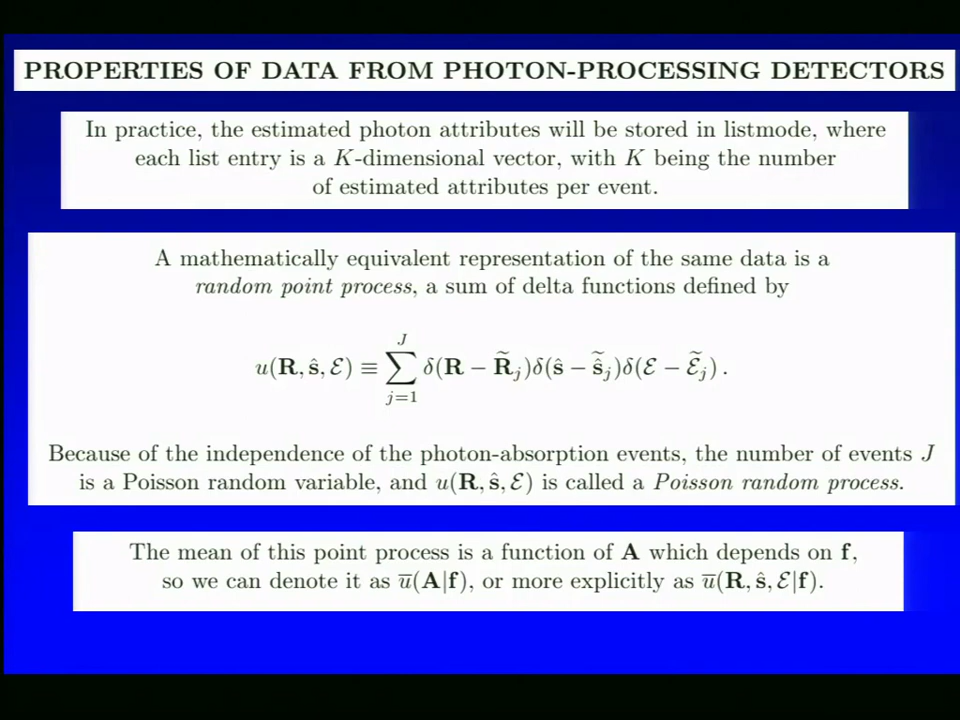 PROPERTIES OF DATA FROM PHOTON-PROCESSING DETECTORS
In practice, the estimated photon attributes will be stored in listmode, where
each list entry is a K-dimensional vector, with K being the number
of estimated attributes per event.
A mathematically equivalent representation of the same data is a
random point process, a sum of delta functions defined by
u(R, ŝ, ℰ) ≡ ∑_{j=1}^{J} δ(R − R̃_j)δ(ŝ − ŝ̃_j)δ(ℰ − ℰ̃_j) .
Because of the independence of the photon-absorption events, the number of events J
is a Poisson random variable, and u(R, ŝ, ℰ) is called a Poisson random process.
The mean of this point process is a function of A which depends on f,
so we can denote it as u̅(A|f), or more explicitly as u̅(R, ŝ, ℰ|f).